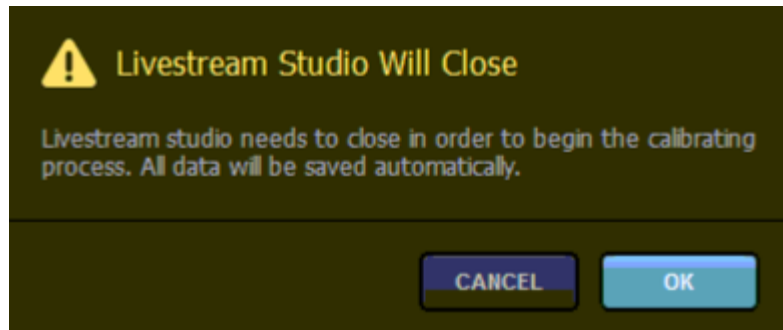 Livestream Studio Will Close
Livestream studio needs to close in order to begin the calibrating
process. All data will be saved automatically.
CANCEL
OK